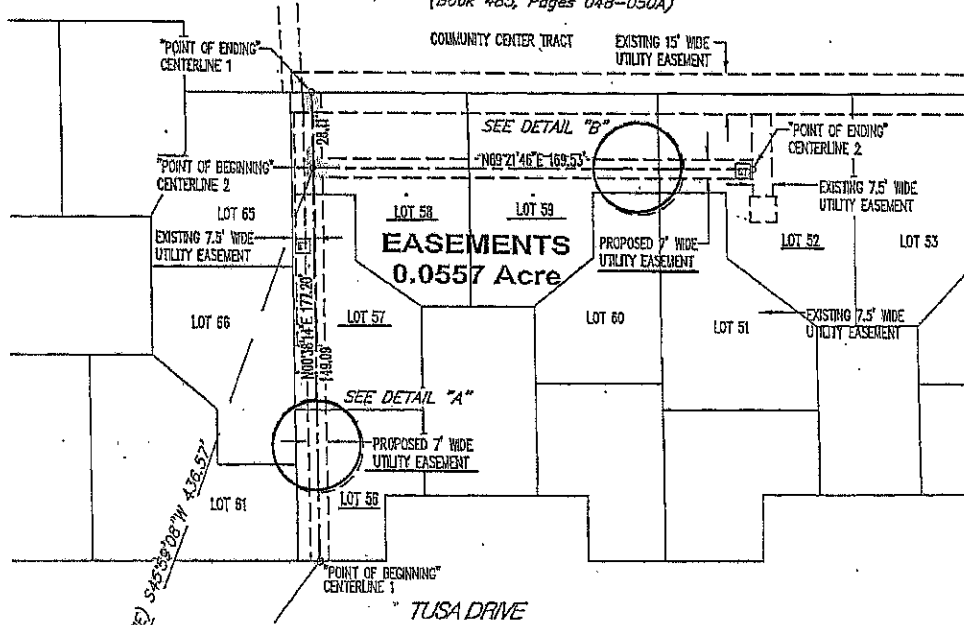 (Book 483, Pages 048-050A)
COMMUNITY CENTER TRACT
EXISTING 15' WIDE
UTILITY EASEMENT
"POINT OF ENDING"
CENTERLINE 1
28.11'
SEE DETAIL "B"
"POINT OF ENDING"
CENTERLINE 2
N89°21'46"E 169.53'
"POINT OF BEGINNING"
CENTERLINE 2
EXISTING 7.5' WIDE
UTILITY EASEMENT
LOT 65
LOT 58
LOT 59
LOT 52
LOT 53
EXISTING 7.5' WIDE
UTILITY EASEMENT
EASEMENTS
0.0557 Acre
PROPOSED 7' WIDE
UTILITY EASEMENT
N00°38'14"E 177.20'
149.09'
LOT 66
LOT 57
LOT 60
LOT 51
EXISTING 7.5' WIDE
UTILITY EASEMENT
SEE DETAIL "A"
PROPOSED 7' WIDE
UTILITY EASEMENT
LOT 61
LOT 56
S45°59'08"W 436.57'
"POINT OF BEGINNING"
CENTERLINE 1
TUSA DRIVE